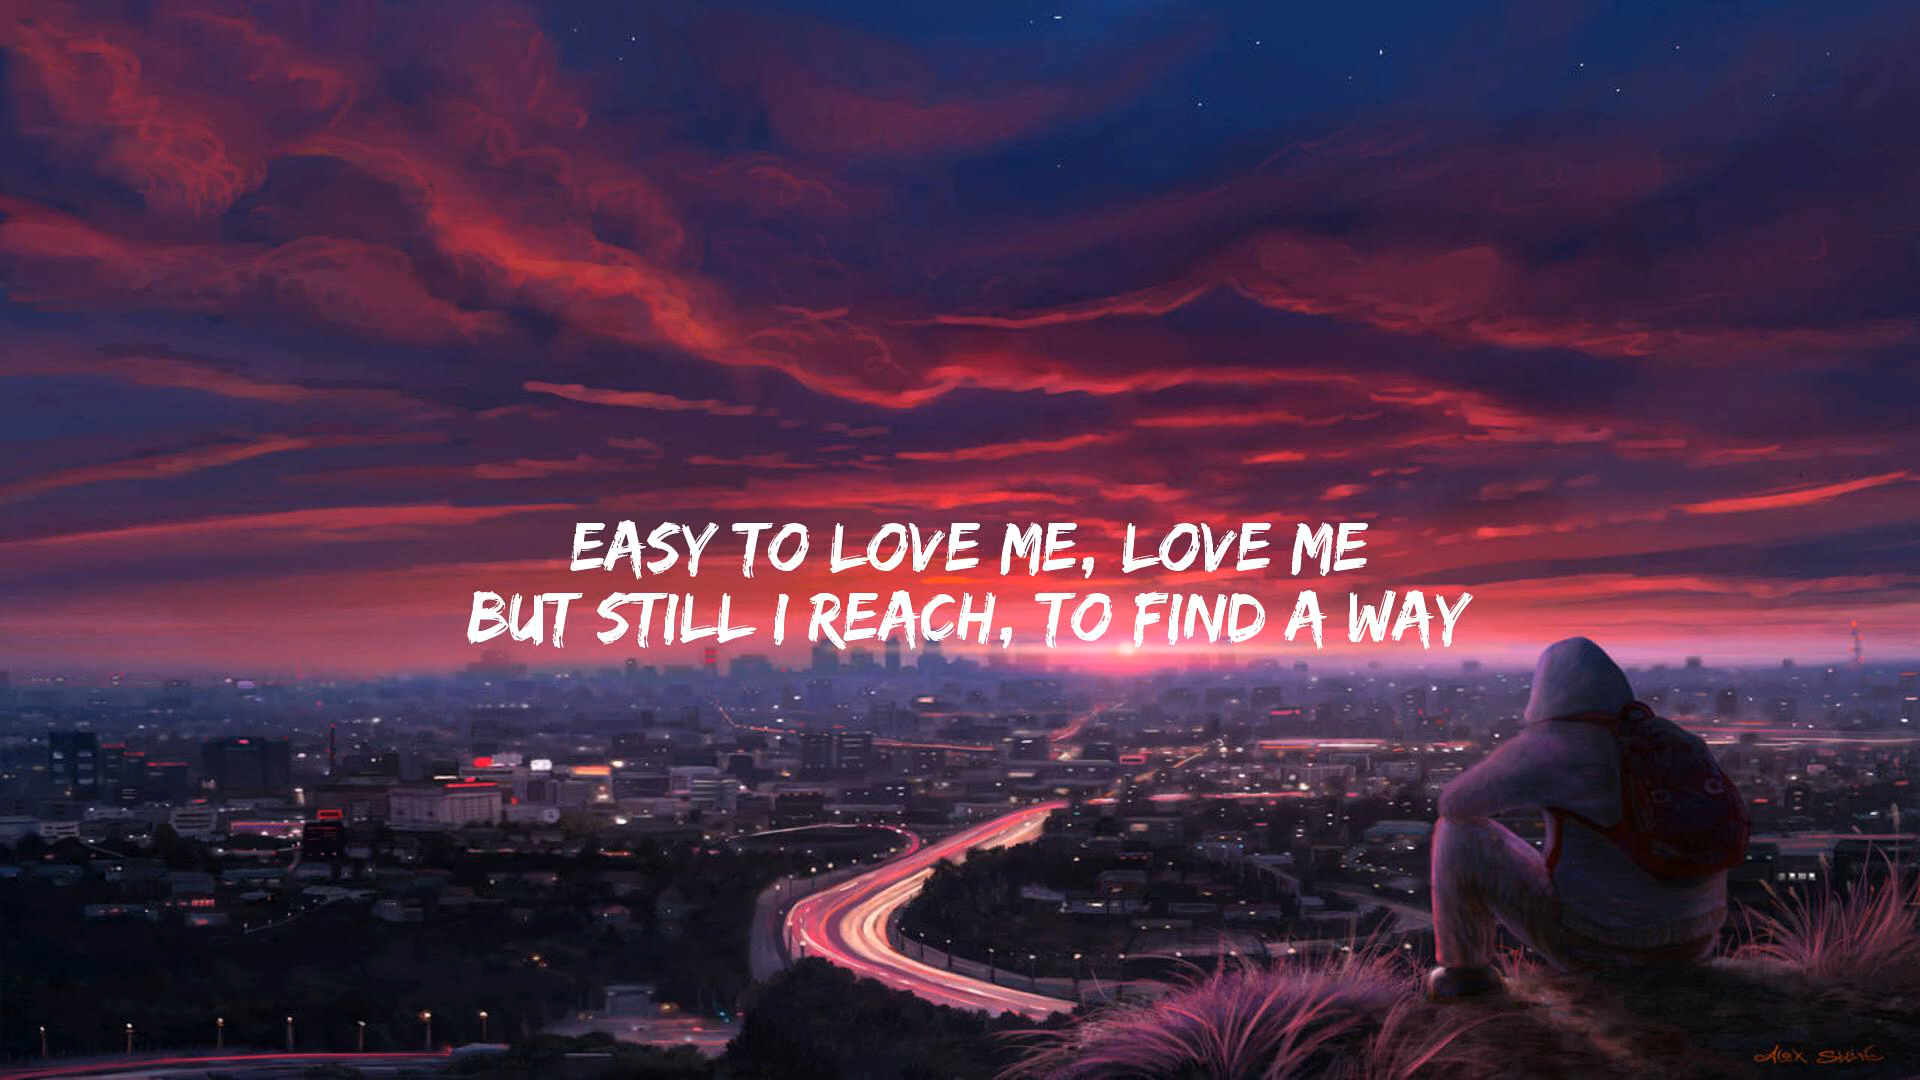 EASY TO LOVE ME, LOVE ME
BUT STILL I REACH, TO FIND A WAY